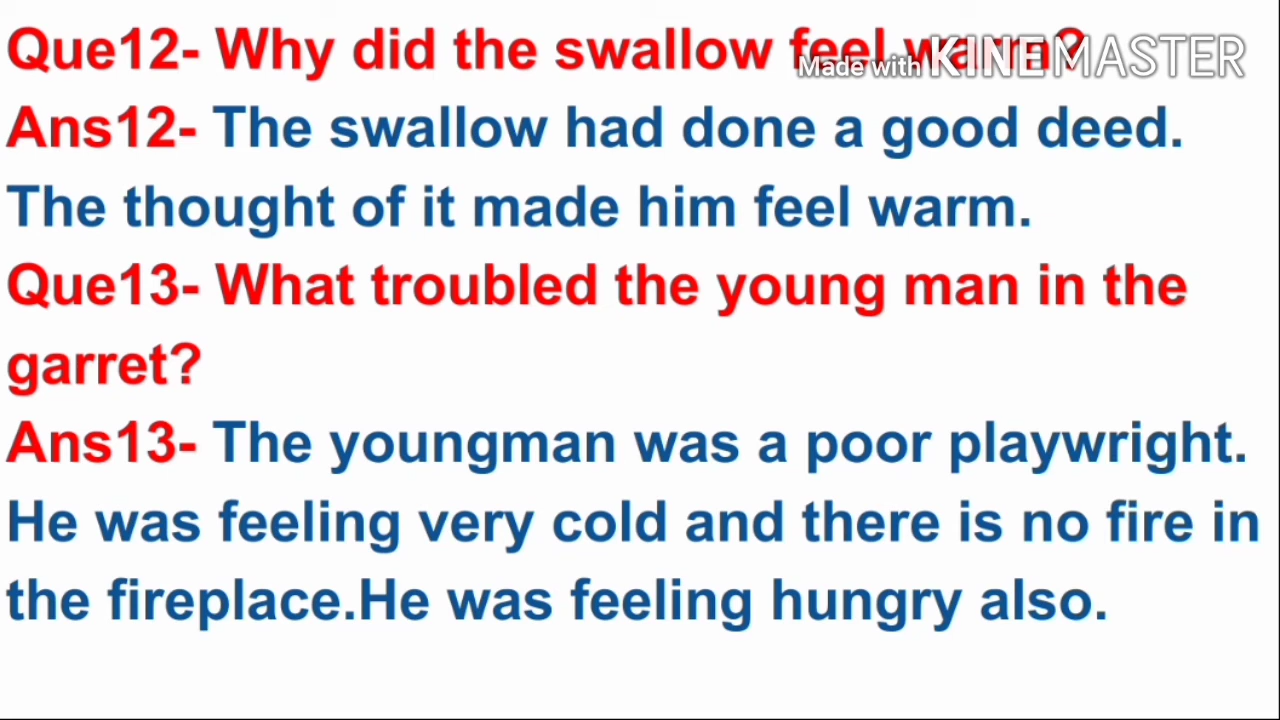 Que12- Why did the swallow feel warm?
Made with KINEMASTER
Ans12- The swallow had done a good deed.
The thought of it made him feel warm.
Que13- What troubled the young man in the
garret?
Ans13- The youngman was a poor playwright.
He was feeling very cold and there is no fire in
the fireplace.He was feeling hungry also.